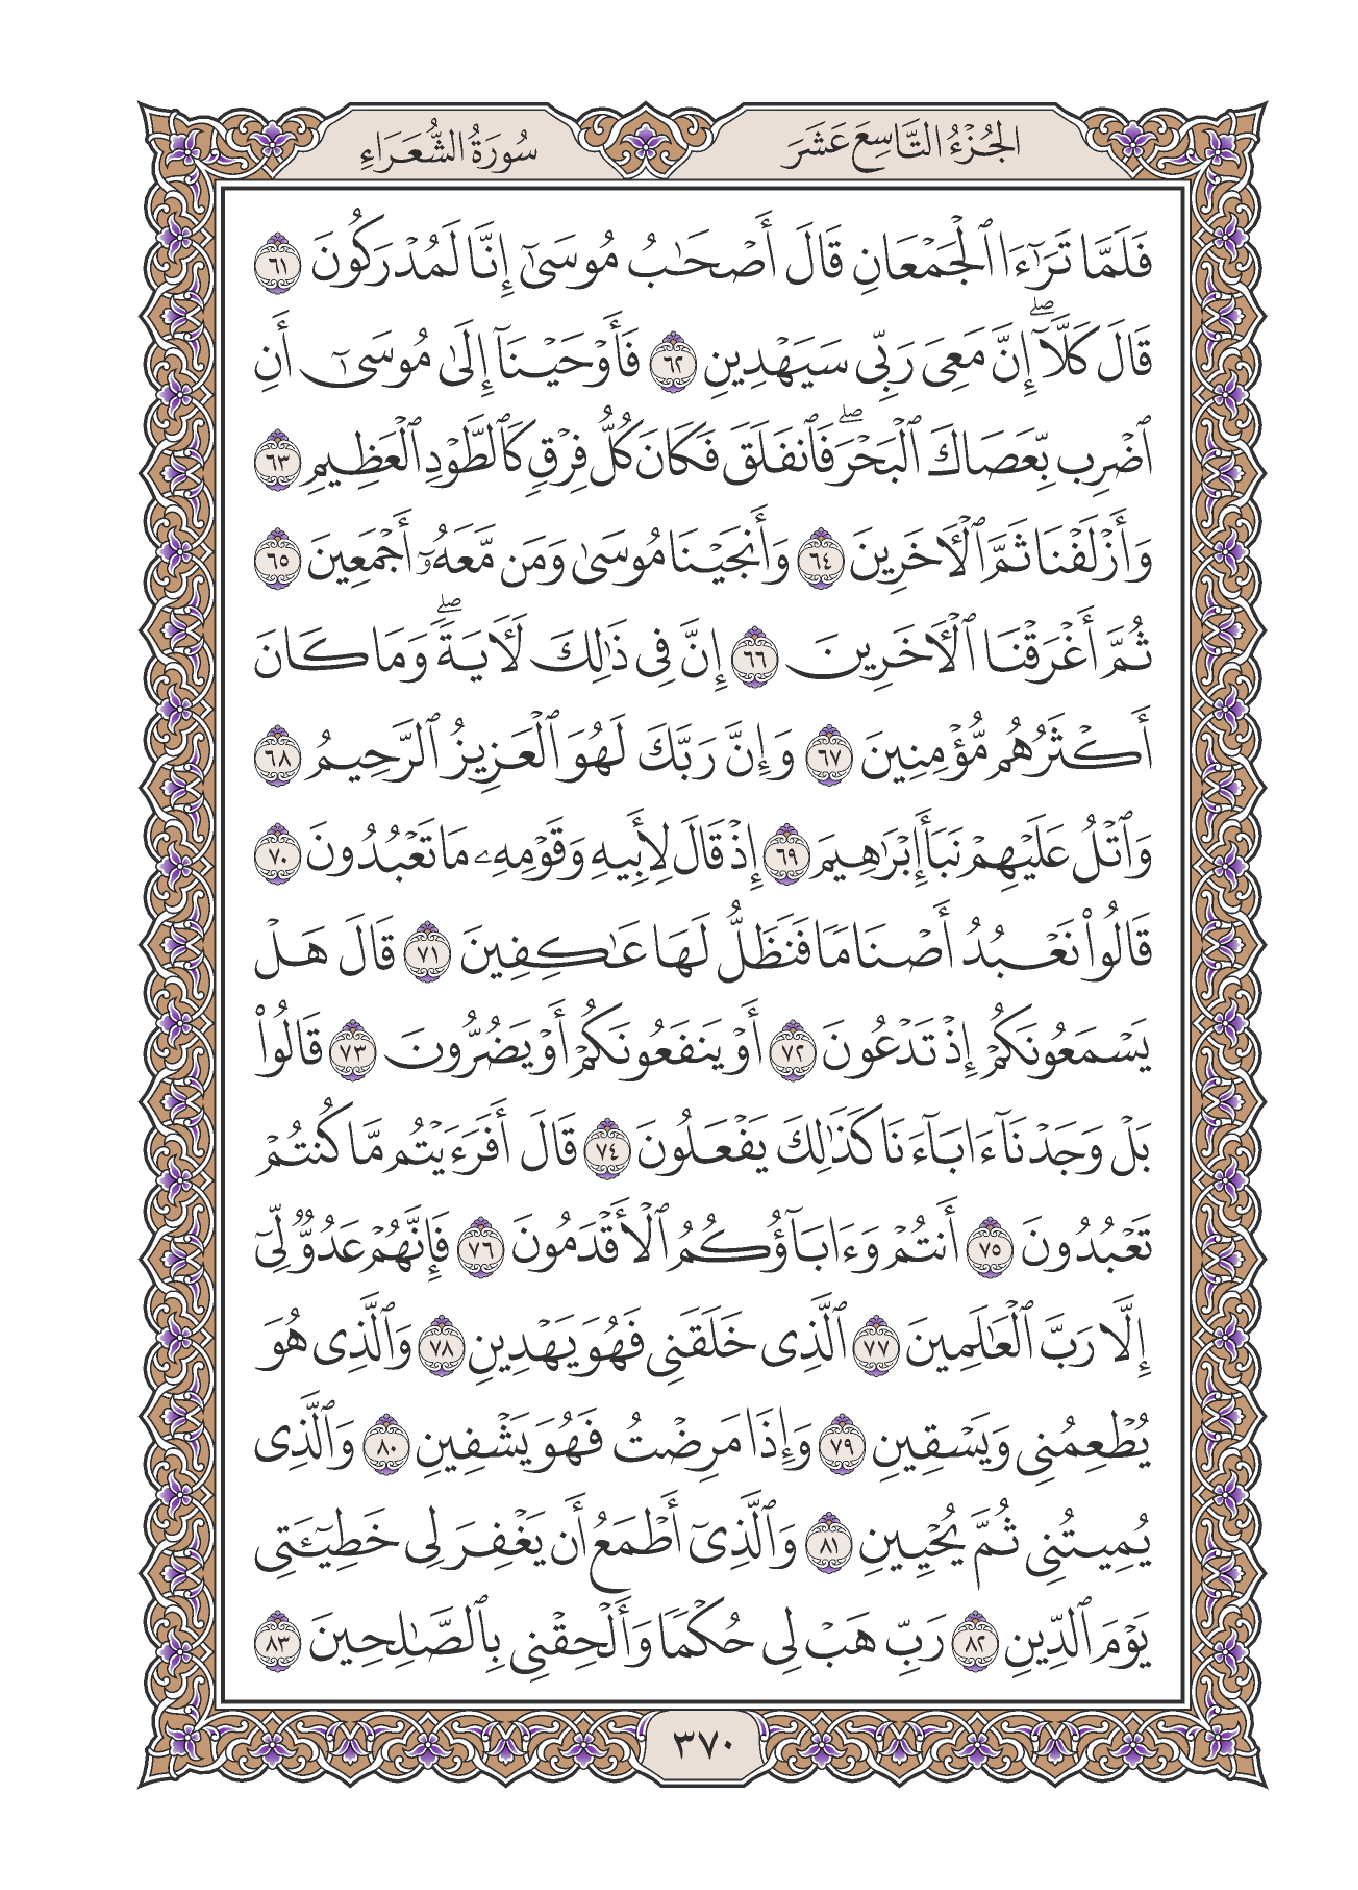 الجُزْءُ التَّاسِعَ عَشَرَ
سُورَةُ الشُّعَرَاءِ
فَلَمَّا تَرَٰٓءَا ٱلْجَمْعَانِ قَالَ أَصْحَٰبُ مُوسَىٰٓ إِنَّا لَمُدْرَكُونَ ٦١
قَالَ كَلَّآۖ إِنَّ مَعِىَ رَبِّى سَيَهْدِينِ ٦٢ فَأَوْحَيْنَآ إِلَىٰ مُوسَىٰٓ أَنِ
ٱضْرِب بِّعَصَاكَ ٱلْبَحْرَۖ فَٱنفَلَقَ فَكَانَ كُلُّ فِرْقٍ كَٱلطَّوْدِ ٱلْعَظِيمِ ٦٣
وَأَزْلَفْنَا ثَمَّ ٱلْءَاخَرِينَ ٦٤ وَأَنجَيْنَا مُوسَىٰ وَمَن مَّعَهُۥٓ أَجْمَعِينَ ٦٥
ثُمَّ أَغْرَقْنَا ٱلْءَاخَرِينَ ٦٦ إِنَّ فِى ذَٰلِكَ لَءَايَةًۖ وَمَا كَانَ
أَكْثَرُهُم مُّؤْمِنِينَ ٦٧ وَإِنَّ رَبَّكَ لَهُوَ ٱلْعَزِيزُ ٱلرَّحِيمُ ٦٨
وَٱتْلُ عَلَيْهِمْ نَبَأَ إِبْرَٰهِيمَ ٦٩ إِذْ قَالَ لِأَبِيهِ وَقَوْمِهِۦ مَا تَعْبُدُونَ ٧٠
قَالُوا۟ نَعْبُدُ أَصْنَامًا فَنَظَلُّ لَهَا عَٰكِفِينَ ٧١ قَالَ هَلْ
يَسْمَعُونَكُمْ إِذْ تَدْعُونَ ٧٢ أَوْ يَنفَعُونَكُمْ أَوْ يَضُرُّونَ ٧٣ قَالُوا۟
بَلْ وَجَدْنَآ ءَابَآءَنَا كَذَٰلِكَ يَفْعَلُونَ ٧٤ قَالَ أَفَرَءَيْتُم مَّا كُنتُمْ
تَعْبُدُونَ ٧٥ أَنتُمْ وَءَابَآؤُكُمُ ٱلْأَقْدَمُونَ ٧٦ فَإِنَّهُمْ عَدُوٌّ لِّىٓ
إِلَّا رَبَّ ٱلْعَٰلَمِينَ ٧٧ ٱلَّذِى خَلَقَنِى فَهُوَ يَهْدِينِ ٧٨ وَٱلَّذِى هُوَ
يُطْعِمُنِى وَيَسْقِينِ ٧٩ وَإِذَا مَرِضْتُ فَهُوَ يَشْفِينِ ٨٠ وَٱلَّذِى
يُمِيتُنِى ثُمَّ يُحْيِينِ ٨١ وَٱلَّذِىٓ أَطْمَعُ أَن يَغْفِرَ لِى خَطِيٓـَٔتِى
يَوْمَ ٱلدِّينِ ٨٢ رَبِّ هَبْ لِى حُكْمًا وَأَلْحِقْنِى بِٱلصَّٰلِحِينَ ٨٣
٣٧٠